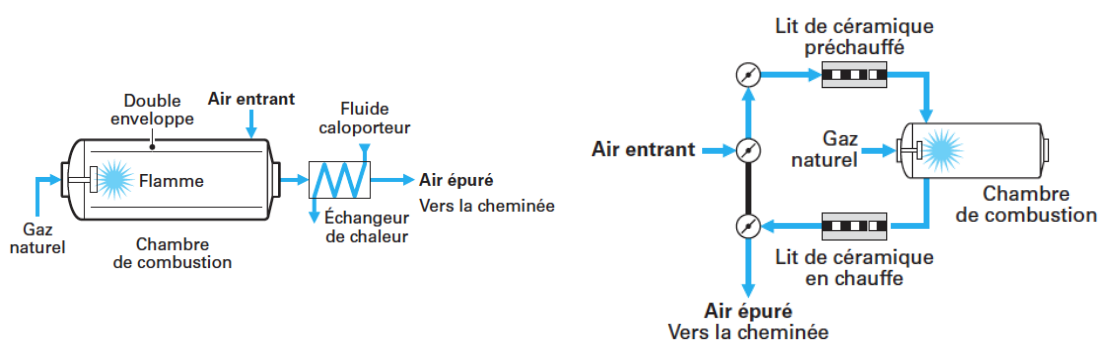 Double
enveloppe
Air entrant
Fluide
caloporteur
Flamme
Air épuré
Vers la cheminée
Gaz
naturel
Échangeur
de chaleur
Chambre
de combustion
Lit de céramique
préchauffé
Air entrant
Gaz
naturel
Chambre
de combustion
Lit de céramique
en chauffe
Air épuré
Vers la cheminée